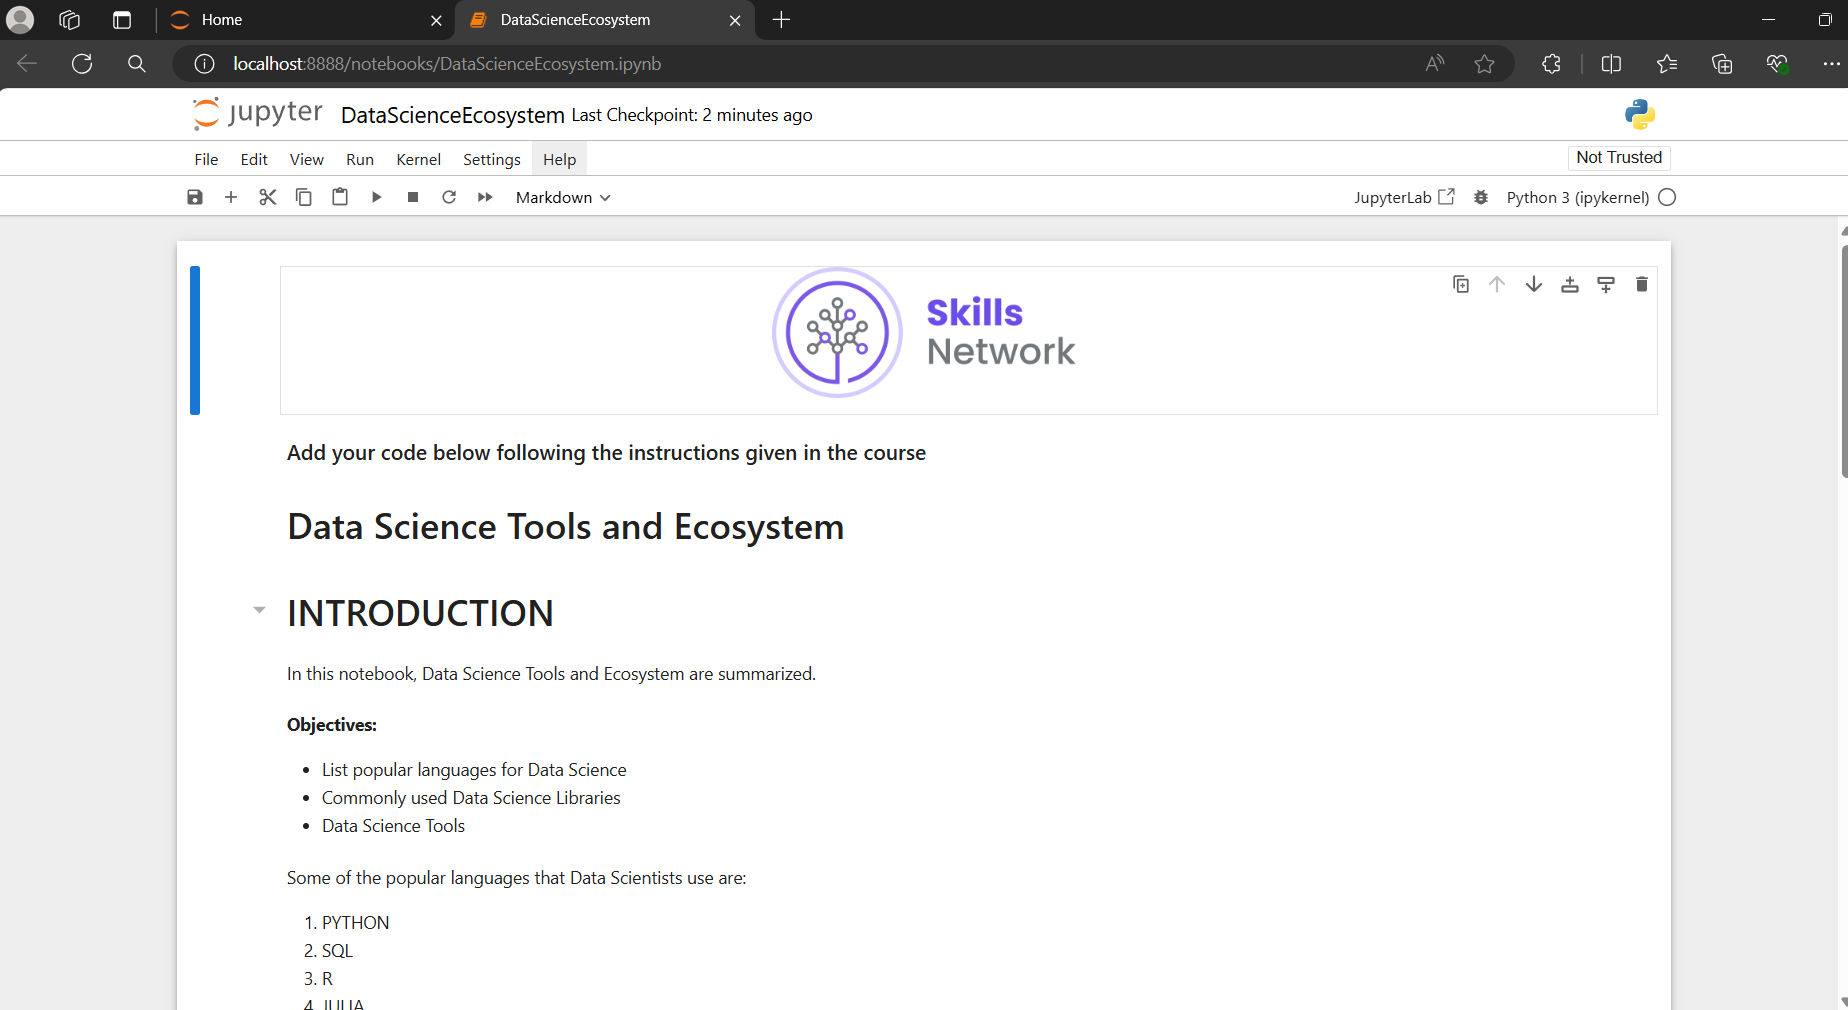 Home
DataScienceEcosystem
localhost:8888/notebooks/DataScienceEcosystem.ipynb
jupyter DataScienceEcosystem Last Checkpoint: 2 minutes ago
File Edit View Run Kernel Settings Help
Not Trusted
Markdown
JupyterLab
Python 3 (ipykernel)
Skills
Network
Add your code below following the instructions given in the course
Data Science Tools and Ecosystem
INTRODUCTION
In this notebook, Data Science Tools and Ecosystem are summarized.
Objectives:
• List popular languages for Data Science
• Commonly used Data Science Libraries
• Data Science Tools
Some of the popular languages that Data Scientists use are:
1. PYTHON
2. SQL
3. R
4. JULIA